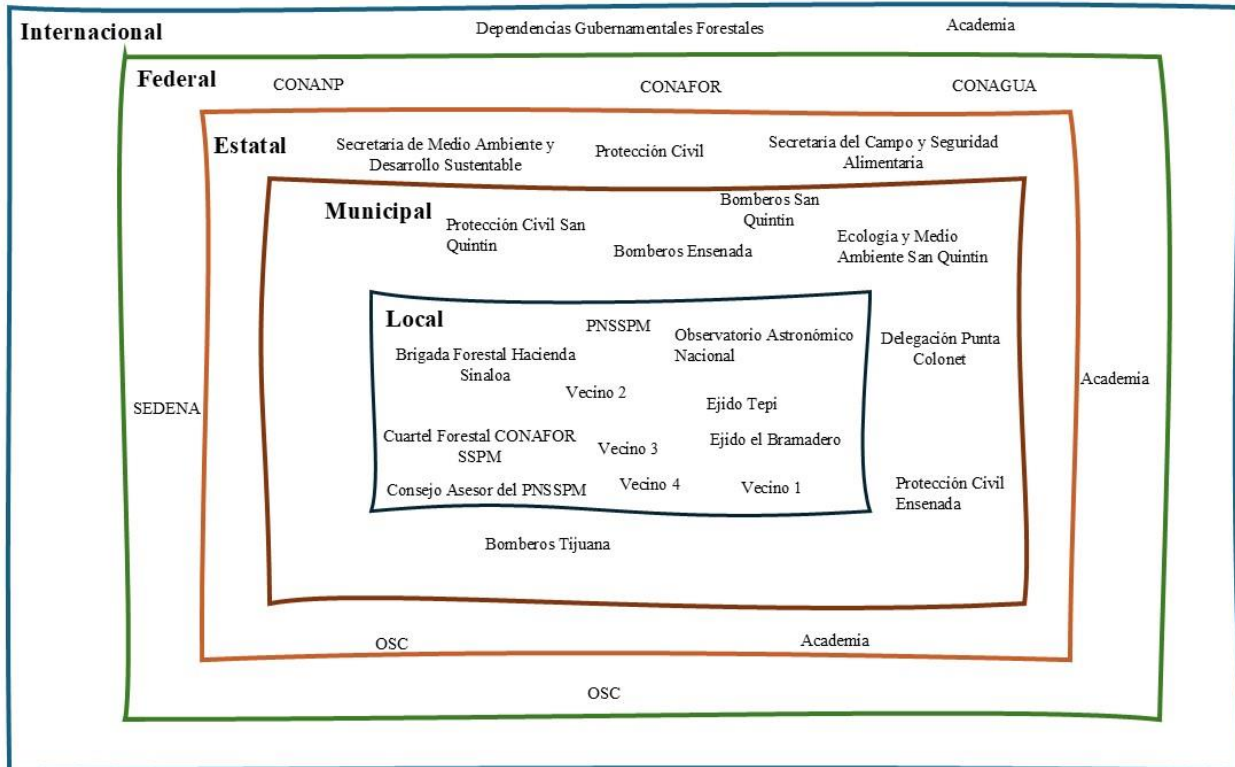 Internacional
Dependencias Gubernamentales Forestales
Academia
Federal
CONANP
CONAFOR
CONAGUA
Estatal
Secretaria de Medio Ambiente y
Desarrollo Sustentable
Protección Civil
Secretaria del Campo y Seguridad
Alimentaria
Municipal
Protección Civil San
Quintin
Bomberos Ensenada
Bomberos San
Quintin
Ecología y Medio
Ambiente San Quintin
Local
PNSSPM
Observatorio Astronómico
Nacional
Brigada Forestal Hacienda
Sinaloa
Vecino 2
Ejido Tepi
Cuartel Forestal CONAFOR
SSPM
Vecino 3
Ejido el Bramadero
Consejo Asesor del PNSSPM
Vecino 4
Vecino 1
Delegación Punta
Colonet
Protección Civil
Ensenada
Bomberos Tijuana
SEDENA
Academia
OSC
Academia
OSC